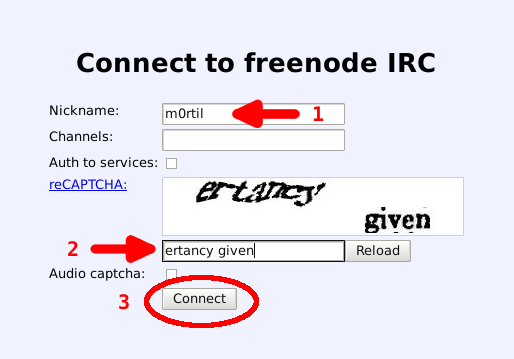 Connect to freenode IRC
Nickname: m0rtil 1
Channels:
Auth to services:
reCAPTCHA: ertancy given
2 ertancy given Reload
Audio captcha:
3 Connect